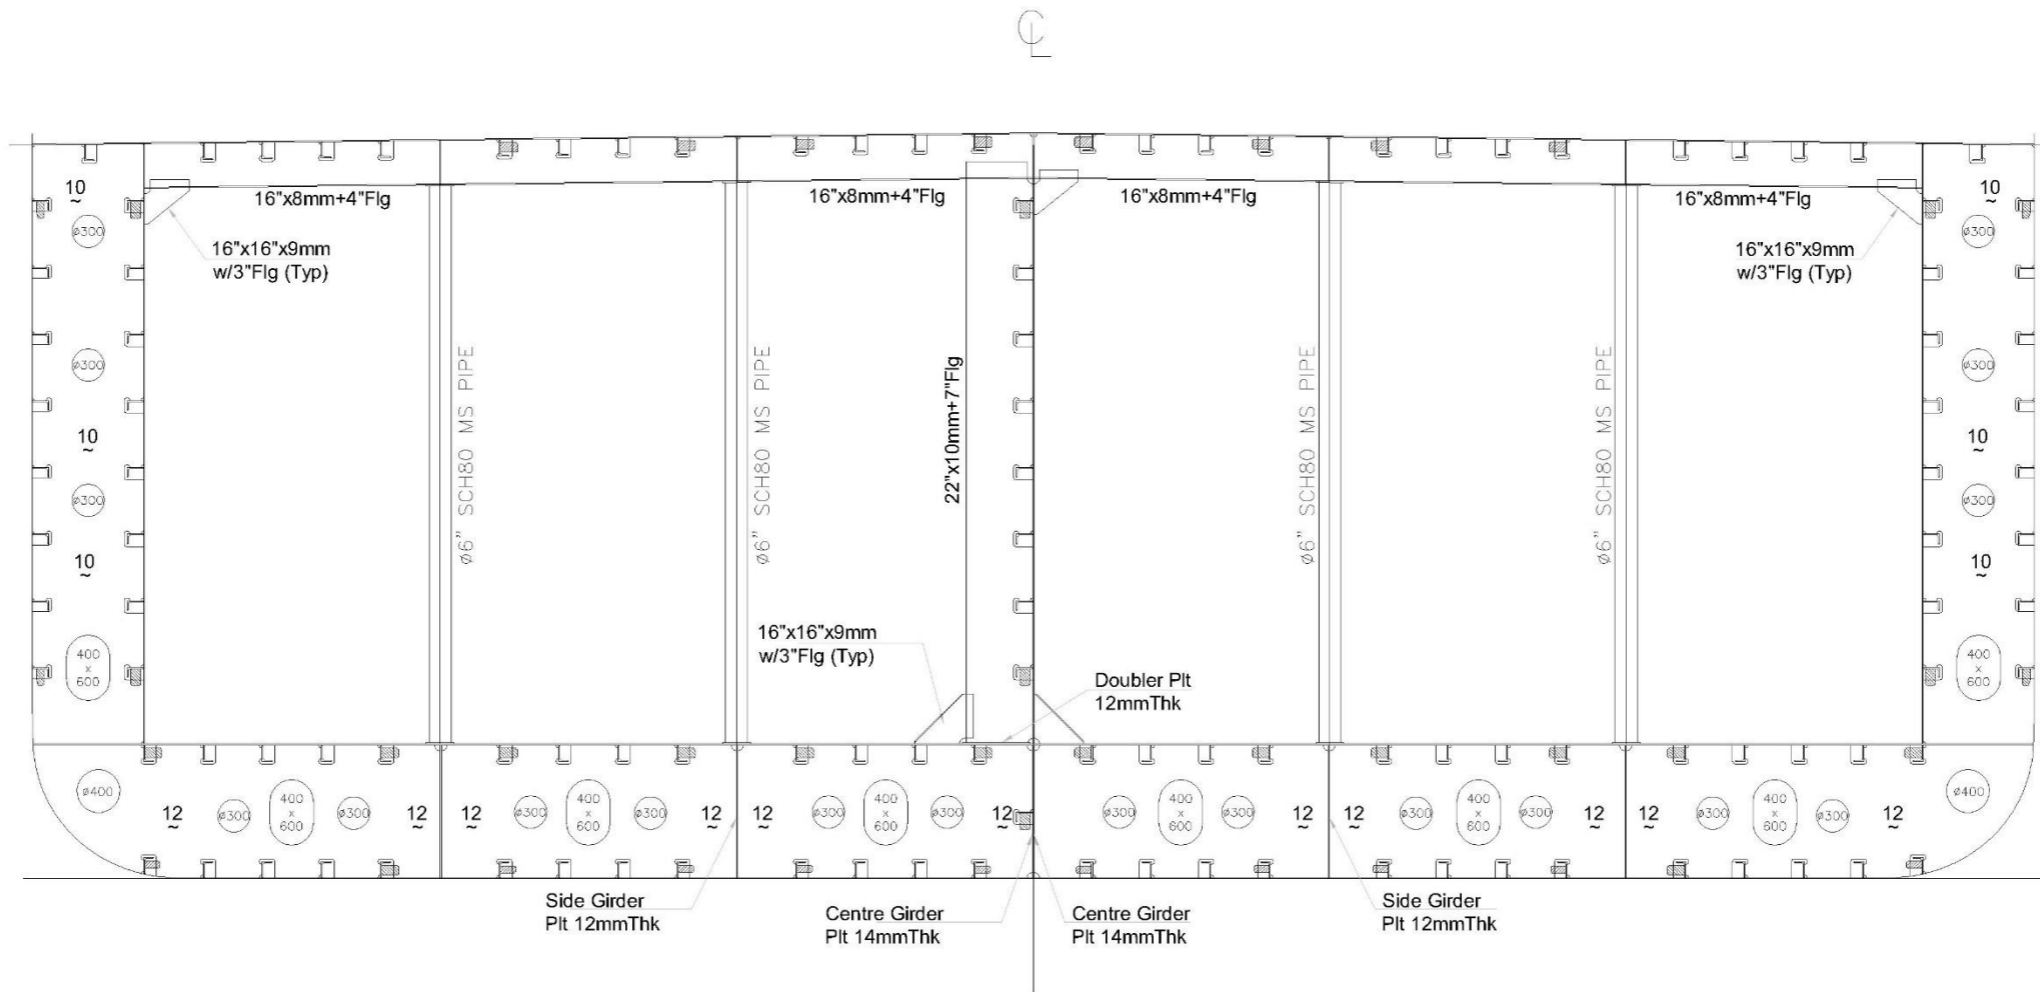 ℄
10
~
10
~
16"x8mm+4"Flg
16"x8mm+4"Flg
16"x8mm+4"Flg
16"x8mm+4"Flg
ø300
ø300
16"x16"x9mm
w/3"Flg (Typ)
16"x16"x9mm
w/3"Flg (Typ)
ø300
ø300
ø6" SCH80 MS PIPE
ø6" SCH80 MS PIPE
22"x10mm+7"Flg
ø6" SCH80 MS PIPE
ø6" SCH80 MS PIPE
10
~
10
~
ø300
ø300
10
~
10
~
16"x16"x9mm
w/3"Flg (Typ)
400
x
600
400
x
600
Doubler Plt
12mmThk
ø400
ø400
12
~
ø300
400
x
600
ø300
12
~
12
~
ø300
400
x
600
ø300
12
~
12
~
ø300
400
x
600
ø300
12
~
ø300
400
x
600
ø300
12
~
12
~
ø300
400
x
600
ø300
12
~
12
~
ø300
400
x
600
ø300
12
~
Side Girder
Plt 12mmThk
Centre Girder
Plt 14mmThk
Centre Girder
Plt 14mmThk
Side Girder
Plt 12mmThk